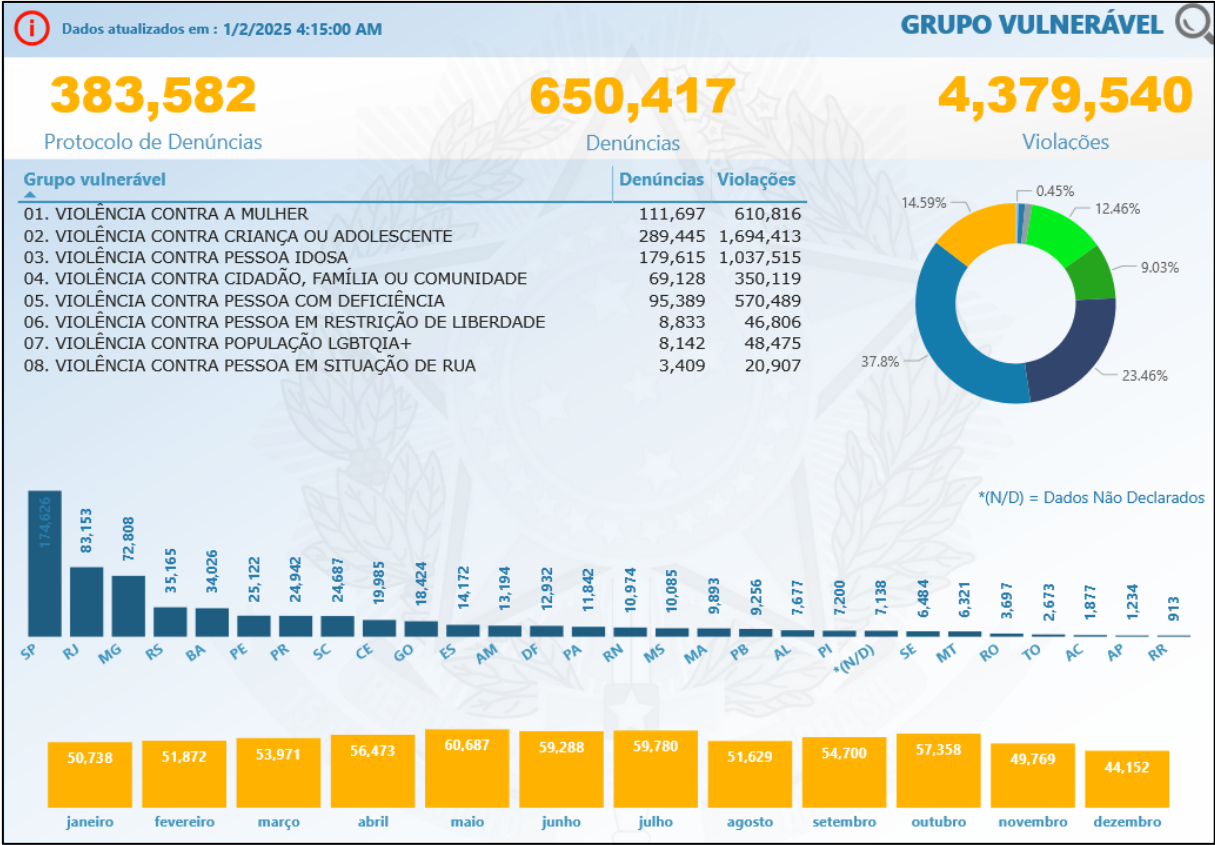 i Dados atualizados em : 1/2/2025 4:15:00 AM
GRUPO VULNERÁVEL
383,582 650,417 4,379,540
Protocolo de Denúncias Denúncias Violações
Grupo vulnerável Denúncias Violações
01. VIOLÊNCIA CONTRA A MULHER 111,697 610,816
02. VIOLÊNCIA CONTRA CRIANÇA OU ADOLESCENTE 289,445 1,694,413
03. VIOLÊNCIA CONTRA PESSOA IDOSA 179,615 1,037,515
04. VIOLÊNCIA CONTRA CIDADÃO, FAMÍLIA OU COMUNIDADE 69,128 350,119
05. VIOLÊNCIA CONTRA PESSOA COM DEFICIÊNCIA 95,389 570,489
06. VIOLÊNCIA CONTRA PESSOA EM RESTRIÇÃO DE LIBERDADE 8,833 46,806
07. VIOLÊNCIA CONTRA POPULAÇÃO LGBTQIA+ 8,142 48,475
08. VIOLÊNCIA CONTRA PESSOA EM SITUAÇÃO DE RUA 3,409 20,907
0.45%
14.59% 12.46%
9.03%
37.8%
23.46%
*(N/D) = Dados Não Declarados
174,626 83,153 72,808 35,165 34,026 25,122 24,942 24,687 19,985 18,424 14,172 13,194 12,932 11,842 10,974 10,085 9,893 9,256 7,677 7,200 7,138 6,484 6,321 3,697 2,673 1,877 1,234 913
SP RJ MG RS BA PE PR SC CE GO ES AM DF PA RN MS MA PB AL PI *(N/D) SE MT RO TO AC AP RR
50,738 51,872 53,971 56,473 60,687 59,288 59,780 51,629 54,700 57,358 49,769 44,152
janeiro fevereiro março abril maio junho julho agosto setembro outubro novembro dezembro